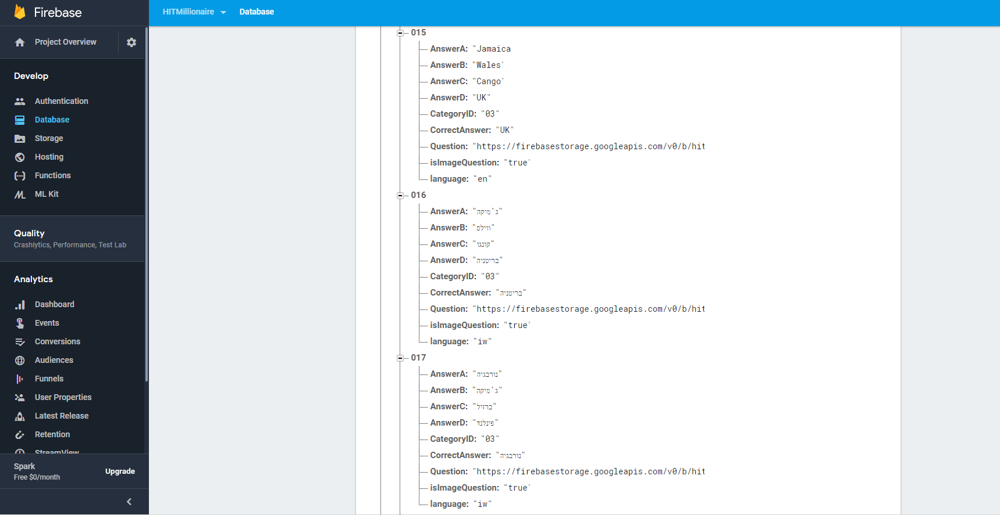 Firebase
HITMillionaire Database
Project Overview
Develop
Authentication
Database
Storage
Hosting
Functions
ML Kit
Quality
Crashlytics, Performance, Test Lab
Analytics
Dashboard
Events
Conversions
Audiences
Funnels
User Properties
Latest Release
Retention
StreamView
Spark
Free $0/month
Upgrade
015
AnswerA: "Jamaica
AnswerB: "Wales'
AnswerC: "Cango'
AnswerD: "UK"
CategoryID: "03"
CorrectAnswer: "UK"
Question: "https://firebasestorage.googleapis.com/v0/b/hit
isImageQuestion: "true'
language: "en"
016
AnswerA: "ג'מיקה"
AnswerB: "ווילס"
AnswerC: "קונגו"
AnswerD: "בריטניה"
CategoryID: "03"
CorrectAnswer: "בריטניה"
Question: "https://firebasestorage.googleapis.com/v0/b/hit
isImageQuestion: "true'
language: "iw"
017
AnswerA: "נורבגיה"
AnswerB: "ג'מיקה"
AnswerC: "ברזיל"
AnswerD: "פינלנד"
CategoryID: "03"
CorrectAnswer: "נורבגיה"
Question: "https://firebasestorage.googleapis.com/v0/b/hit
isImageQuestion: "true'
language: "iw"